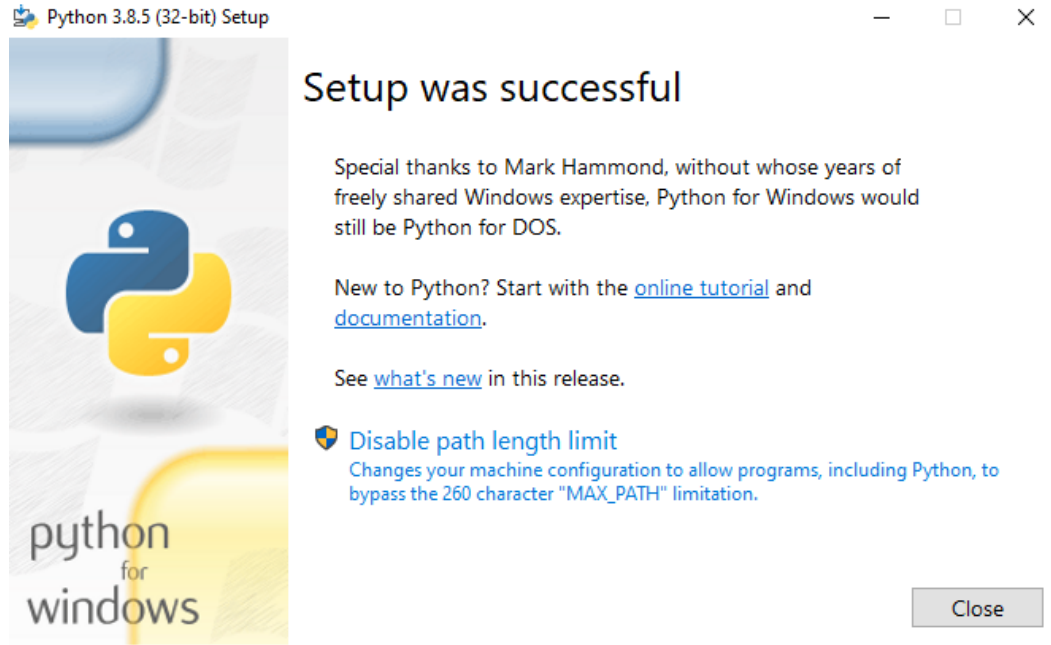 Python 3.8.5 (32-bit) Setup
Setup was successful
Special thanks to Mark Hammond, without whose years of
freely shared Windows expertise, Python for Windows would
still be Python for DOS.
New to Python? Start with the online tutorial and
documentation.
See what's new in this release.
Disable path length limit
Changes your machine configuration to allow programs, including Python, to
bypass the 260 character "MAX_PATH" limitation.
python
for
windows
Close